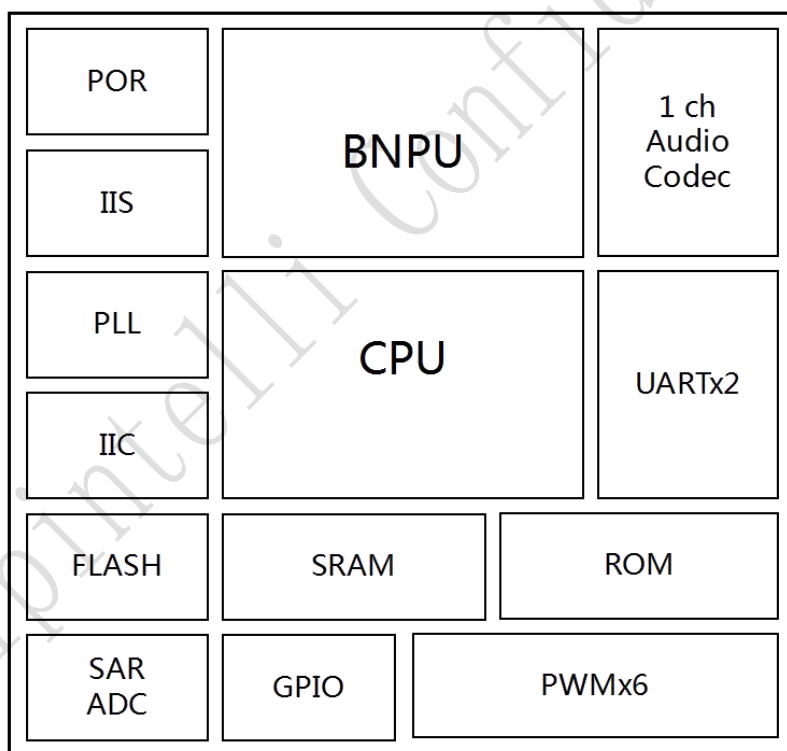 POR
BNPU
1 ch
Audio
Codec
IIS
PLL
CPU
UARTx2
IIC
FLASH
SRAM
ROM
SAR
ADC
GPIO
PWMx6